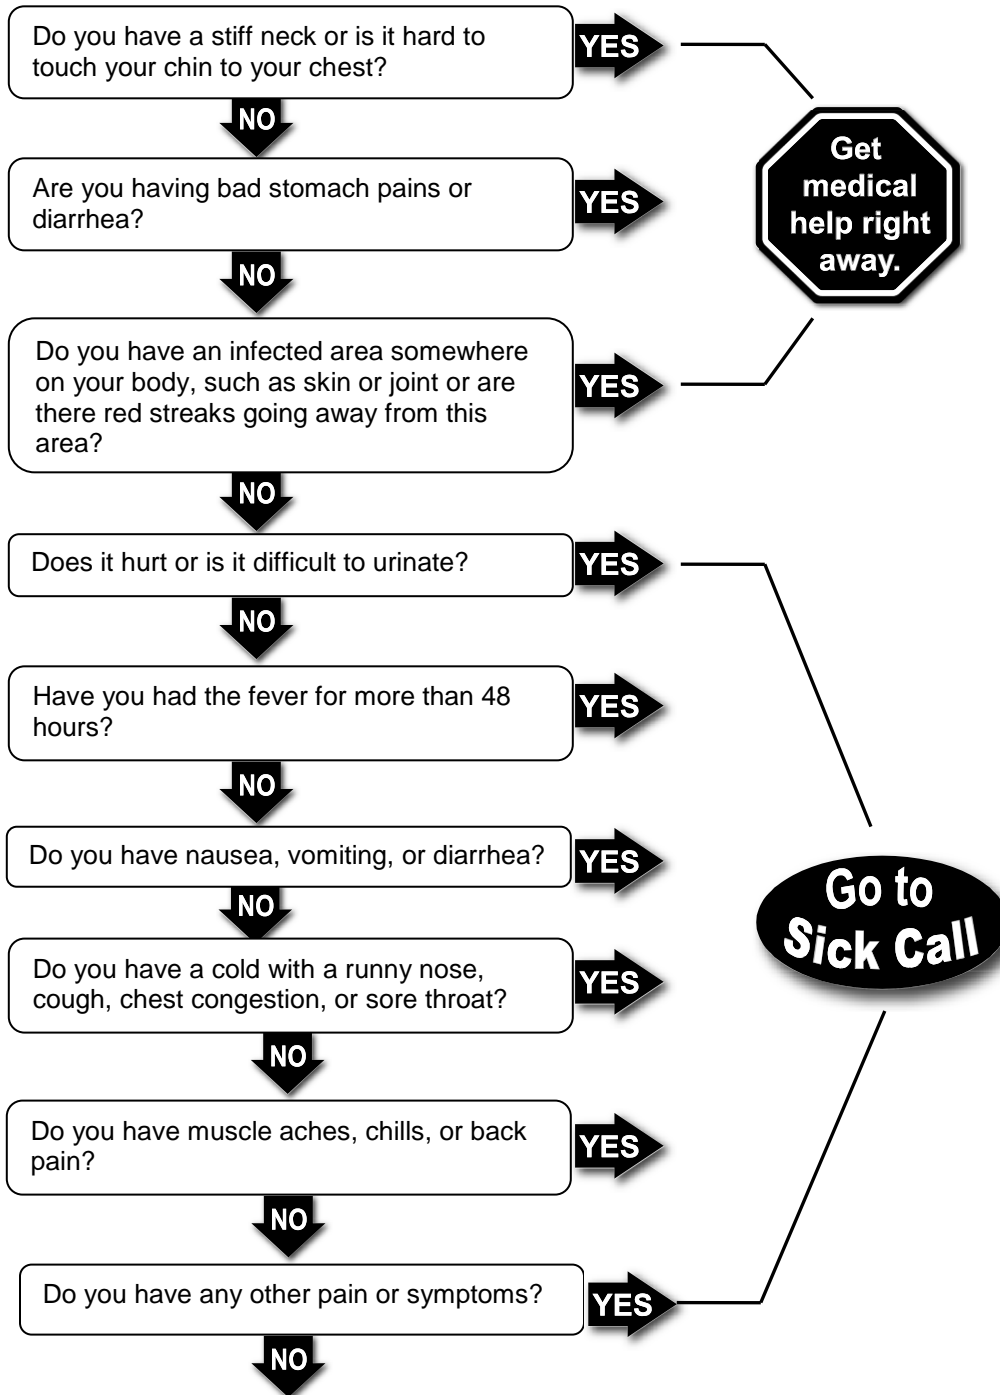 Do you have a stiff neck or is it hard to
touch your chin to your chest?
YES
NO
Get
medical
help right
away.
Are you having bad stomach pains or
diarrhea?
YES
NO
Do you have an infected area somewhere
on your body, such as skin or joint or are
there red streaks going away from this
area?
YES
NO
Does it hurt or is it difficult to urinate?
YES
NO
Have you had the fever for more than 48
hours?
YES
NO
Do you have nausea, vomiting, or diarrhea?
YES
NO
Go to
Sick Call
Do you have a cold with a runny nose,
cough, chest congestion, or sore throat?
YES
NO
Do you have muscle aches, chills, or back
pain?
YES
NO
Do you have any other pain or symptoms?
YES
NO